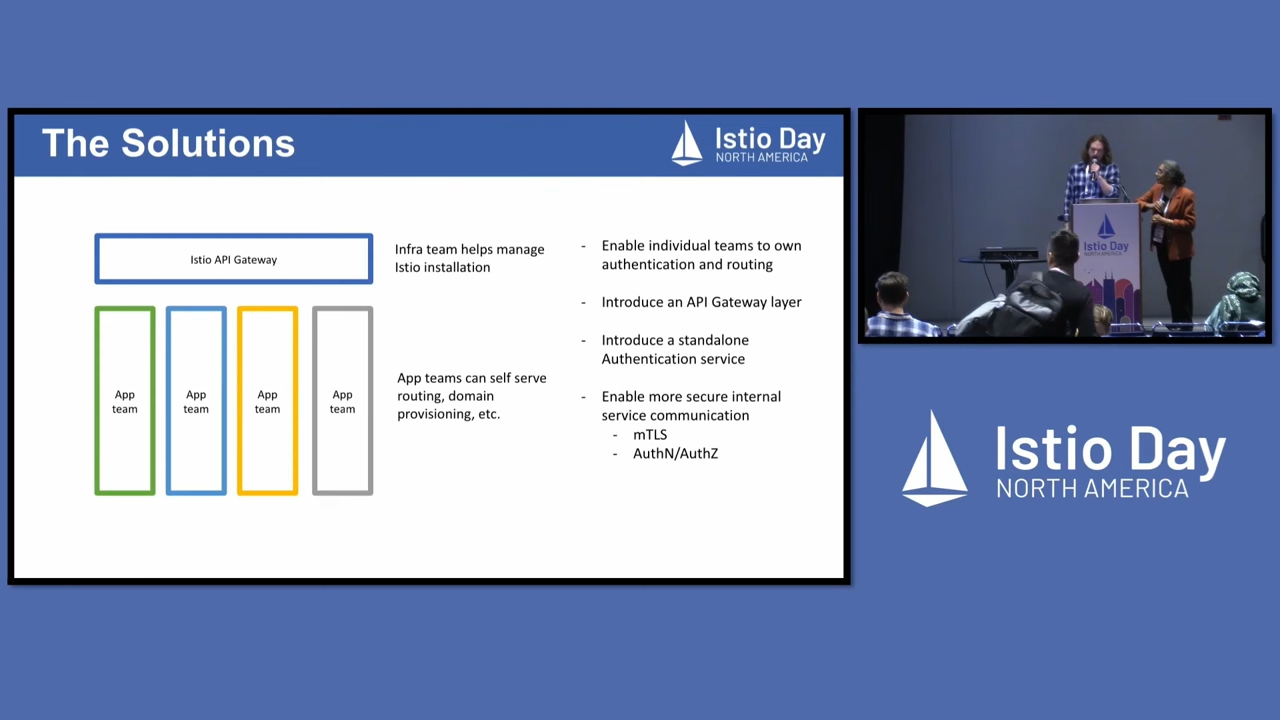 The Solutions
Istio Day
NORTH AMERICA
Istio API Gateway
Infra team helps manage
Istio installation
App
team
App
team
App
team
App
team
App teams can self serve
routing, domain
provisioning, etc.
- Enable individual teams to own
authentication and routing
- Introduce an API Gateway layer
- Introduce a standalone
Authentication service
- Enable more secure internal
service communication
- mTLS
- AuthN/AuthZ
Istio Day
NORTH AMERICA
Istio Day
NORTH AMERICA